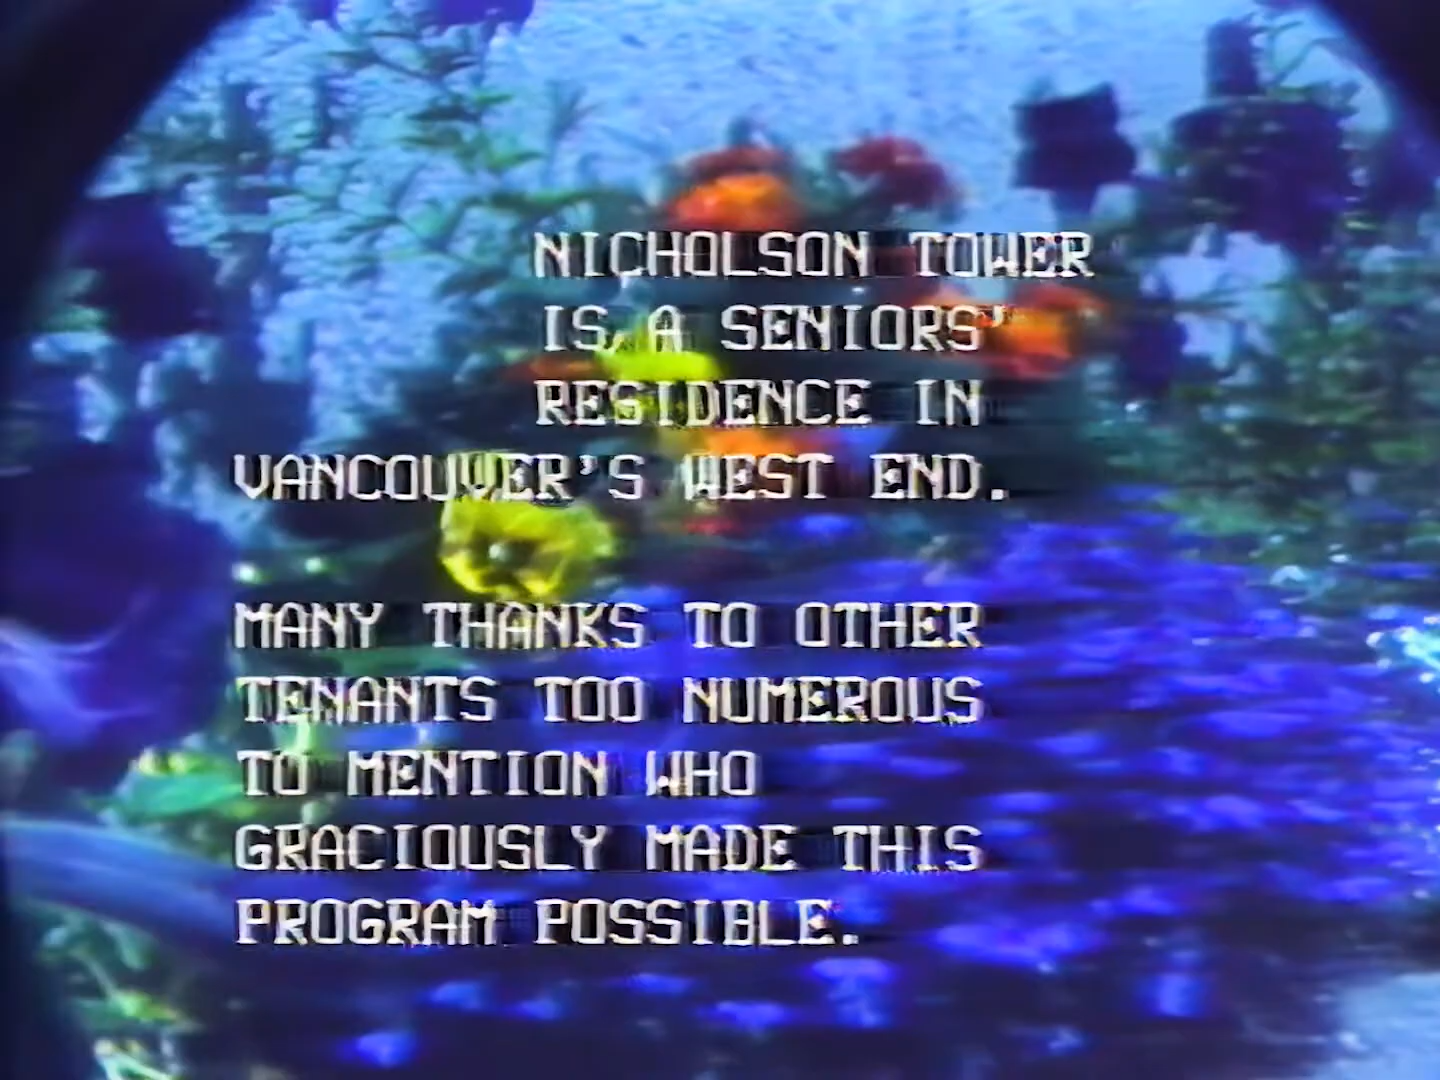 NICHOLSON TOWER
IS A SENIORS'
RESIDENCE IN
VANCOUVER'S WEST END.
MANY THANKS TO OTHER
TENANTS TOO NUMEROUS
TO MENTION WHO
GRACIOUSLY MADE THIS
PROGRAM POSSIBLE.